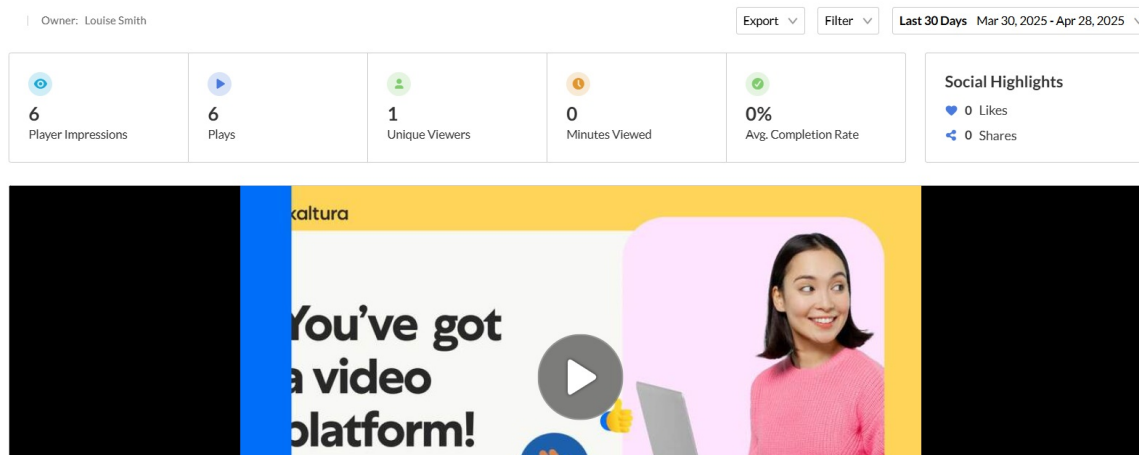 Owner: Louise Smith
Export
Filter
Last 30 Days Mar 30, 2025 - Apr 28, 2025
6
Player Impressions
6
Plays
1
Unique Viewers
0
Minutes Viewed
0%
Avg. Completion Rate
Social Highlights
0 Likes
0 Shares
kaltura
You've got
a video
platform!